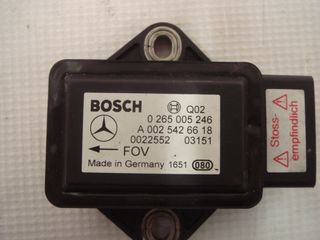 BOSCH Q02
0 265 005 246
A 002 542 66 18
0022552 03151
FOV
Made in Germany 1651 080
Stoss-
empfindlich